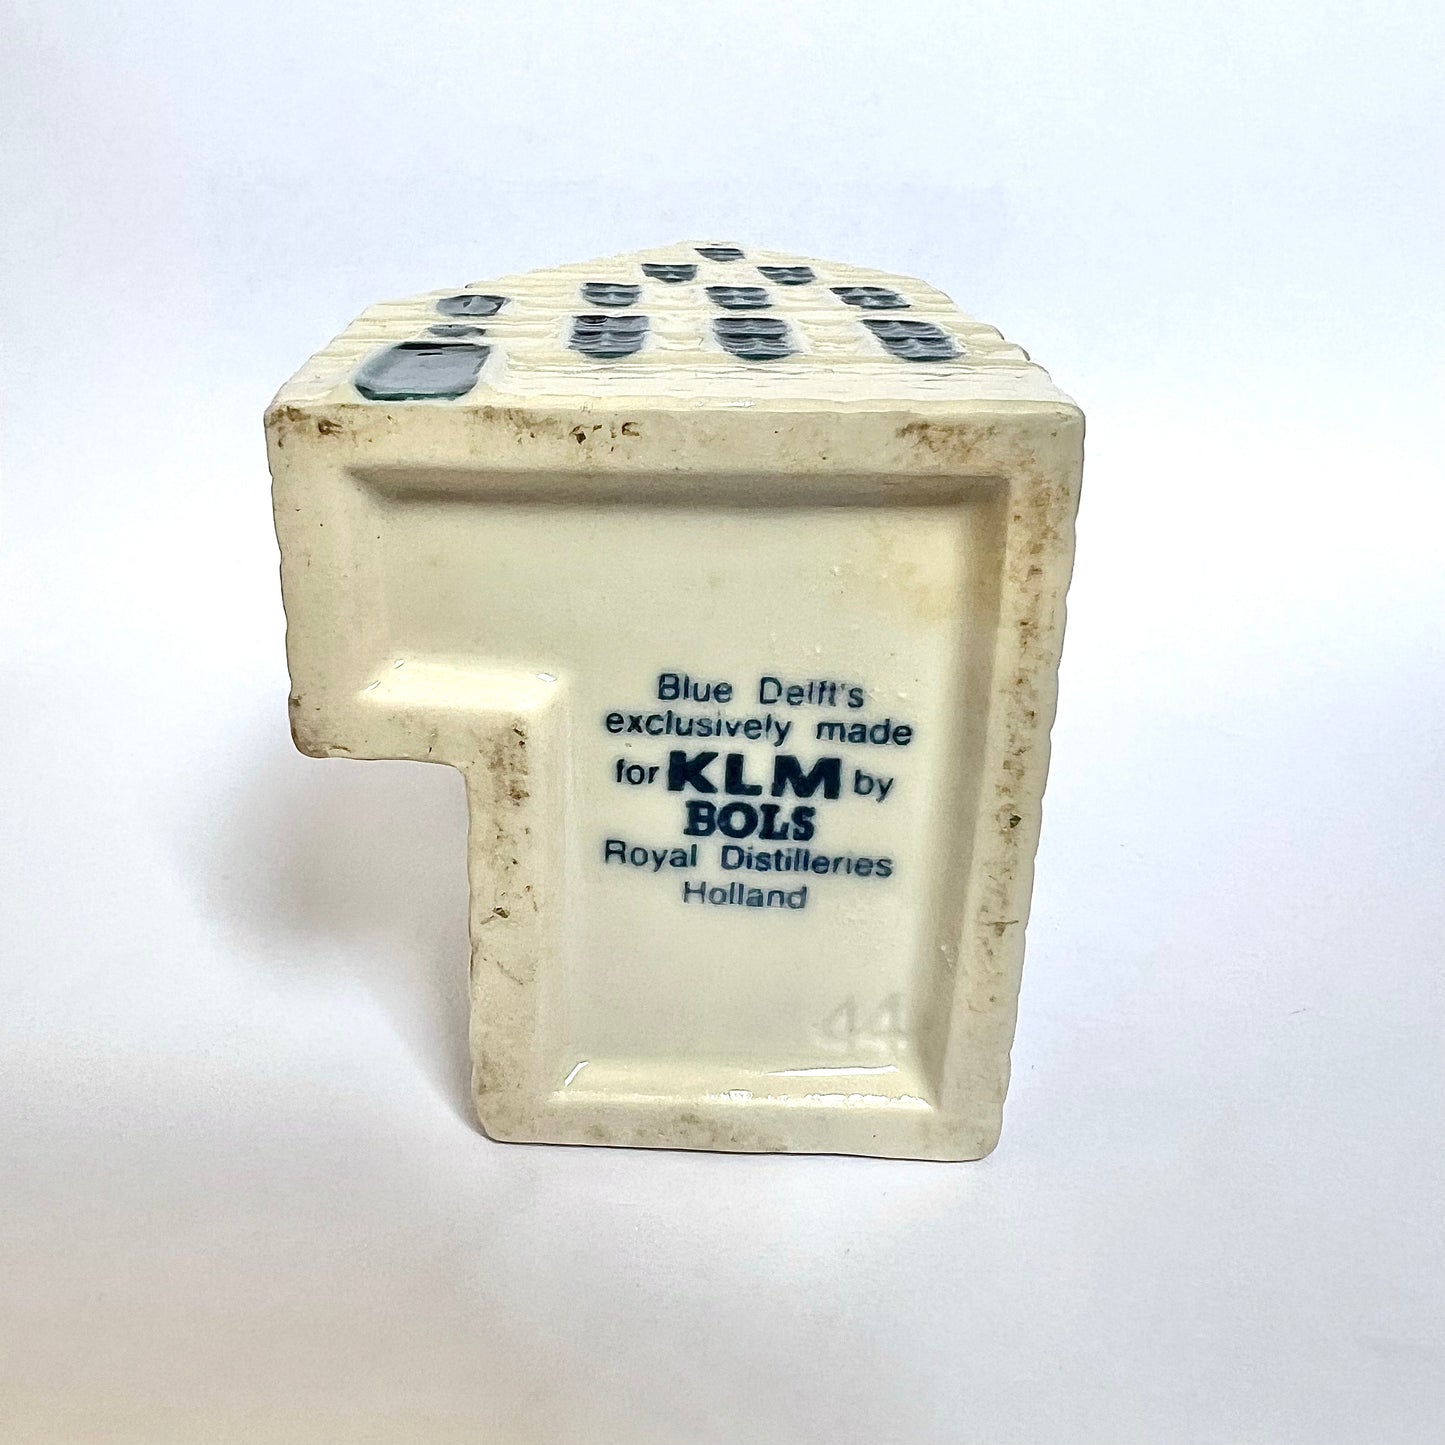 Blue Delft's
exclusively made
for KLM by
BOLS
Royal Distilleries
Holland
44